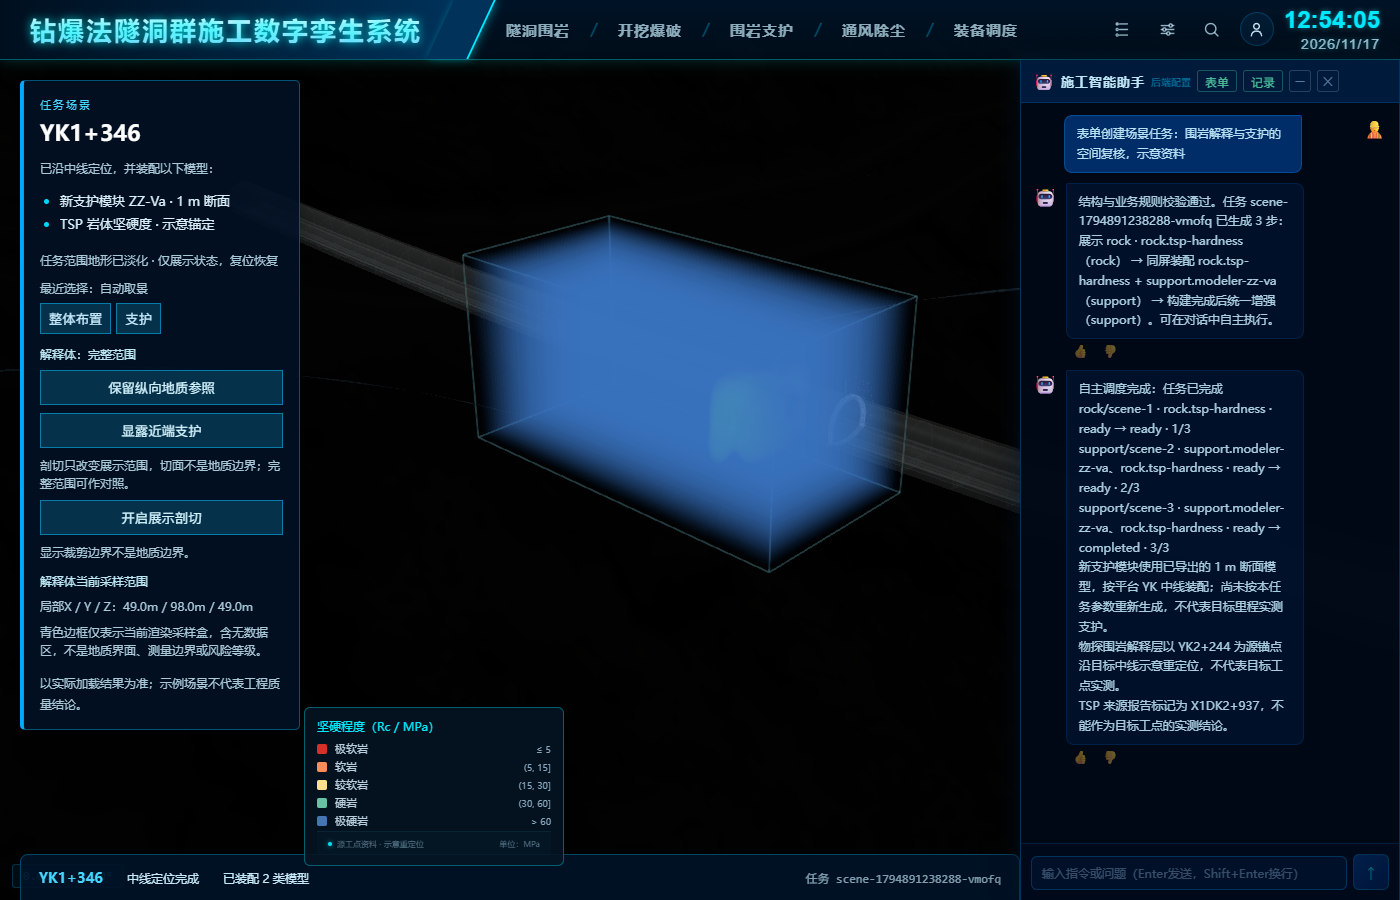 钻爆法隧洞群施工数字孪生系统
隧洞围岩 / 开挖爆破 / 围岩支护 / 通风除尘 / 装备调度
12:54:05
2026/11/17
任务场景
YK1+346
已沿中线定位，并装配以下模型：
新支护模块 ZZ-Va · 1 m 断面
TSP 岩体坚硬度 · 示意锚定
任务范围地形已淡化 · 仅展示状态，复位恢复
最近选择：自动取景
整体布置 支护
解释体：完整范围
保留纵向地质参照
显露近端支护
剖切只改变展示范围，切面不是地质边界；完
整范围可作对照。
开启展示剖切
显示裁剪边界不是地质边界。
解释体当前采样范围
局部X / Y / Z：49.0m / 98.0m / 49.0m
青色边框仅表示当前渲染采样盒，含无数据
区，不是地质界面、测量边界或风险等级。
以实际加载结果为准；示例场景不代表工程质
量结论。
坚硬程度（Rc / MPa）
极软岩 ≤ 5
软岩 (5, 15]
较软岩 (15, 30]
硬岩 (30, 60]
极硬岩 > 60
源工点资料 · 示意重定位 单位：MPa
YK1+346 中线定位完成 已装配 2 类模型
任务 scene-1794891238288-vmofq
施工智能助手 后端配置 表单 记录
表单创建场景任务：围岩解释与支护的
空间复核，示意资料
结构与业务规则校验通过。任务 scene-
1794891238288-vmofq 已生成 3 步：
展示 rock · rock.tsp-hardness
（rock） → 同屏装配 rock.tsp-
hardness + support.modeler-zz-va
（support） → 构建完成后统一增强
（support）。可在对话中自主执行。
自主调度完成：任务已完成
rock/scene-1 · rock.tsp-hardness ·
ready → ready · 1/3
support/scene-2 · support.modeler-
zz-va、rock.tsp-hardness · ready →
ready · 2/3
support/scene-3 · support.modeler-
zz-va、rock.tsp-hardness · ready →
completed · 3/3
新支护模块使用已导出的 1 m 断面模
型，按平台 YK 中线装配；尚未按本任
务参数重新生成，不代表目标里程实测
支护。
物探围岩解释层以 YK2+244 为源锚点
沿目标中线示意重定位，不代表目标工
点实测。
TSP 来源报告标记为 X1DK2+937，不
能作为目标工点的实测结论。
输入指令或问题（Enter发送，Shift+Enter换行）